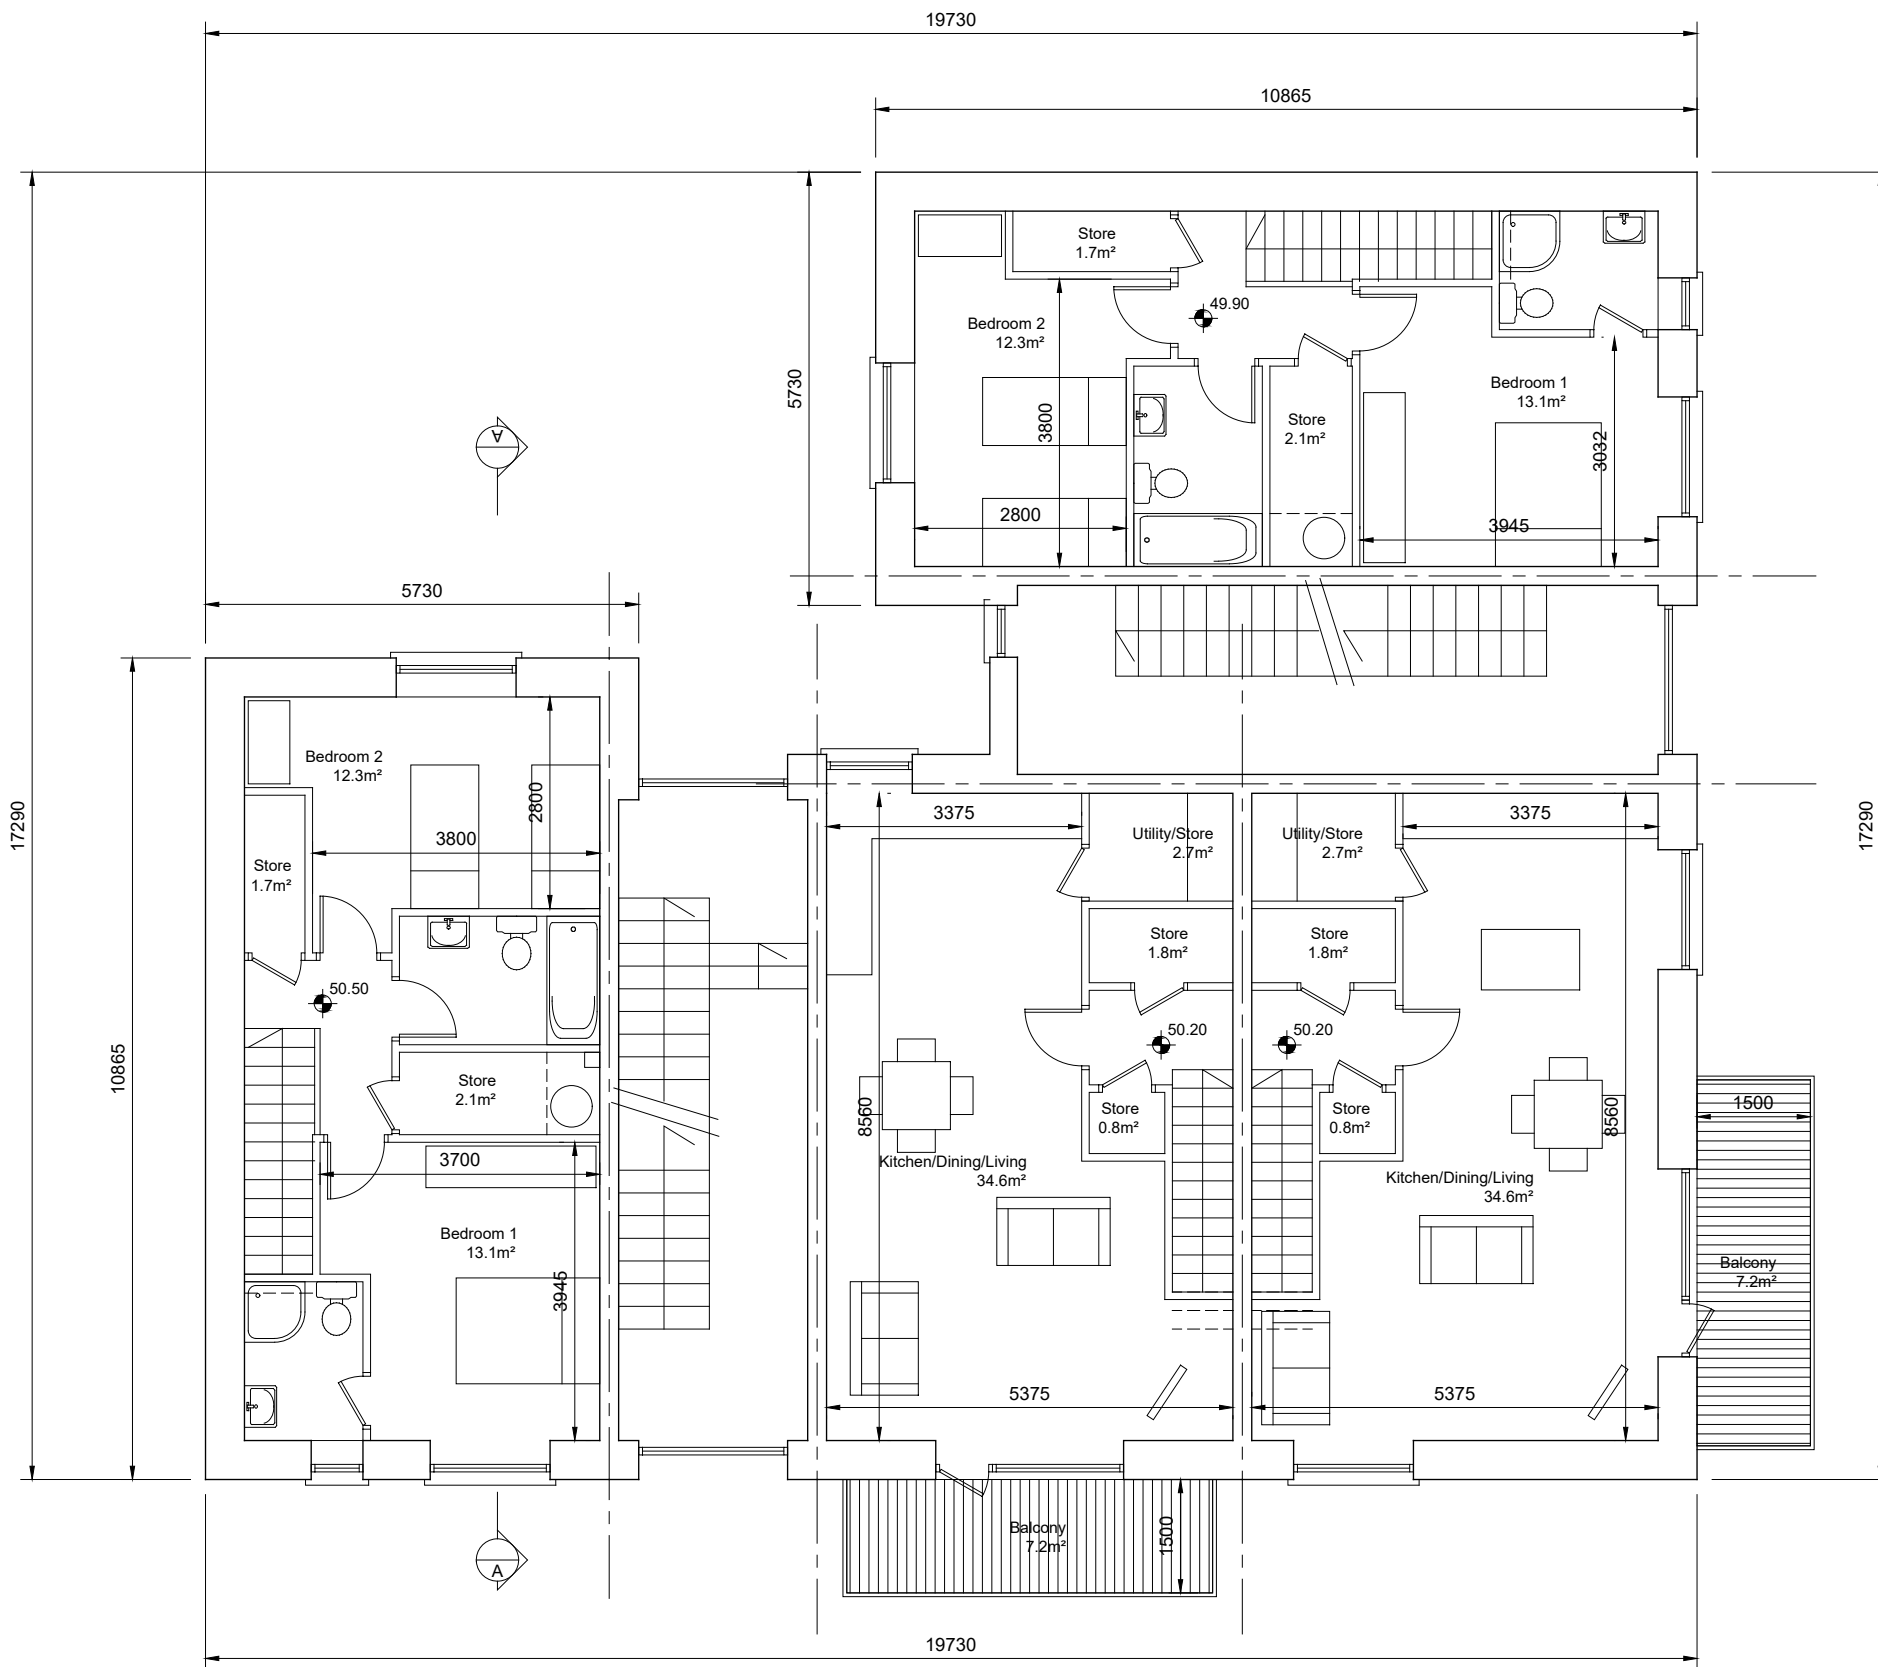 19730
10865
Store
1.7m²
49.90
Bedroom 2
12.3m²
5730
3800
Store
2.1m²
Bedroom 1
13.1m²
3032
A
2800
3945
5730
17290
17290
10865
Bedroom 2
12.3m²
2800
3800
Store
1.7m²
3375
Utility/Store
2.7m²
Utility/Store
2.7m²
3375
Store
1.8m²
Store
1.8m²
50.50
50.20
50.20
Store
2.1m²
Store
0.8m²
Store
0.8m²
8560
8560
1500
3700
Kitchen/Dining/Living
34.6m²
Kitchen/Dining/Living
34.6m²
Bedroom 1
13.1m²
3945
Balcony
7.2m²
5375
5375
Balcony
7.2m²
1500
A
19730